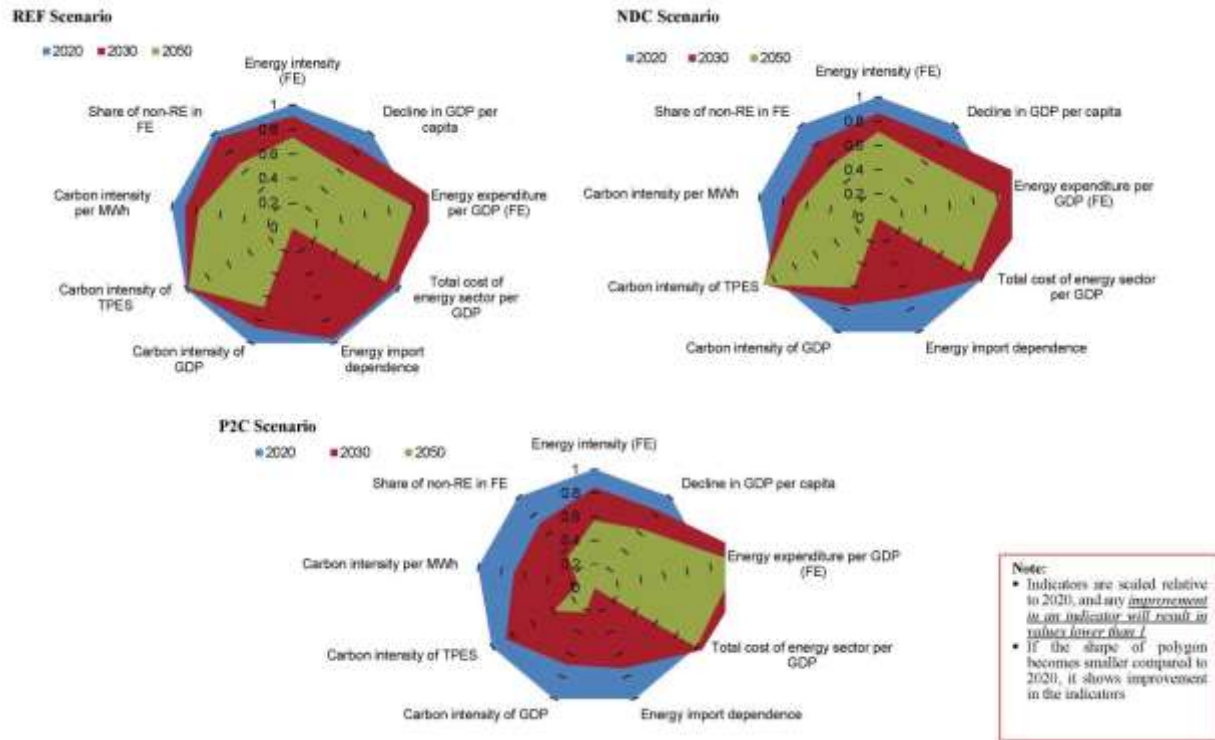 REF Scenario
2020 2030 2050
Energy intensity
(FE)
Decline in GDP per
capita
Energy expenditure
per GDP (FE)
Total cost of
energy sector per
GDP
Energy import
dependence
Carbon intensity of
GDP
Carbon intensity of
TPES
Carbon intensity
per MWh
Share of non-RE in
FE
1
0.8
0.6
0.4
0.2
0
NDC Scenario
2020 2030 2050
Energy intensity (FE)
Decline in GDP per capita
Energy expenditure per
GDP (FE)
Total cost of energy sector
per GDP
Energy import dependence
Carbon intensity of GDP
Carbon intensity of TPES
Carbon intensity per MWh
Share of non-RE in FE
1
0.8
0.6
0.4
0.2
0
P2C Scenario
2020 2030 2050
Energy intensity (FE)
Decline in GDP per capita
Energy expenditure per GDP
(FE)
Total cost of energy sector per
GDP
Energy import dependence
Carbon intensity of GDP
Carbon intensity of TPES
Carbon intensity per MWh
Share of non-RE in FE
1
0.8
0.6
0.4
0.2
0
Note:
• Indicators are scaled relative
to 2020, and any improvement
in an indicator will result in
values lower than 1
• If the shape of polygon
becomes smaller compared to
2020, it shows improvement
in the indicators